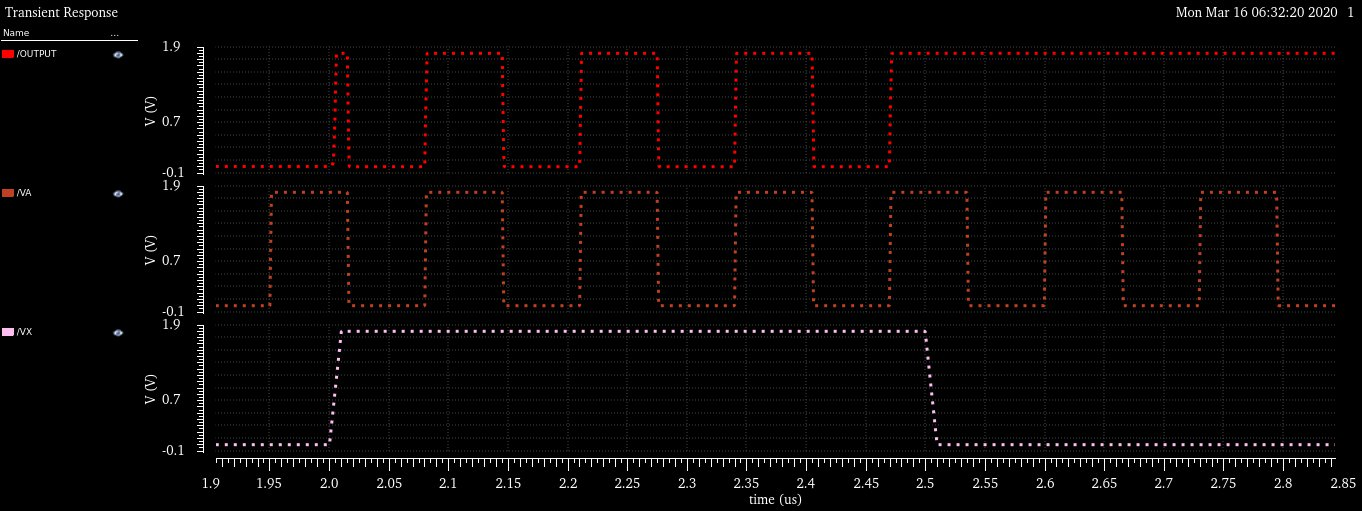 Transient Response
Mon Mar 16 06:32:20 2020 1
Name ...
/OUTPUT
1.9
V (V) 0.7
-0.1
/VA
1.9
V (V) 0.7
-0.1
/VX
1.9
V (V) 0.7
-0.1
1.9 1.95 2.0 2.05 2.1 2.15 2.2 2.25 2.3 2.35 2.4 2.45 2.5 2.55 2.6 2.65 2.7 2.75 2.8 2.85
time (us)